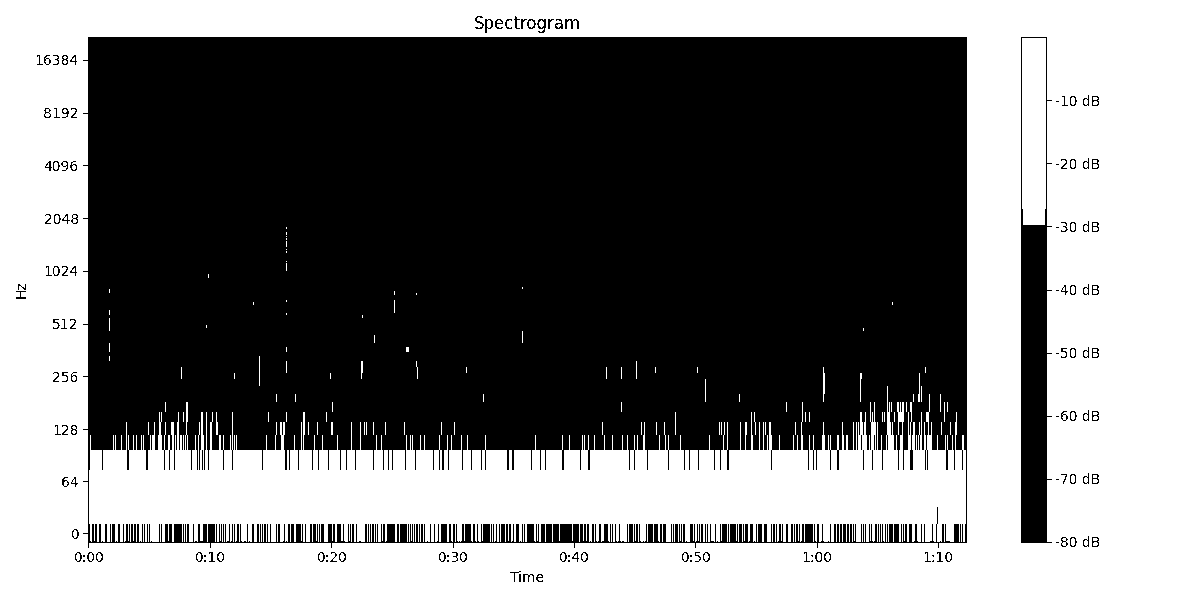 Spectrogram
16384
8192
4096
2048
1024
512
256
128
64
0
Hz
0:00 0:10 0:20 0:30 0:40 0:50 1:00 1:10
Time
-10 dB
-20 dB
-30 dB
-40 dB
-50 dB
-60 dB
-70 dB
-80 dB